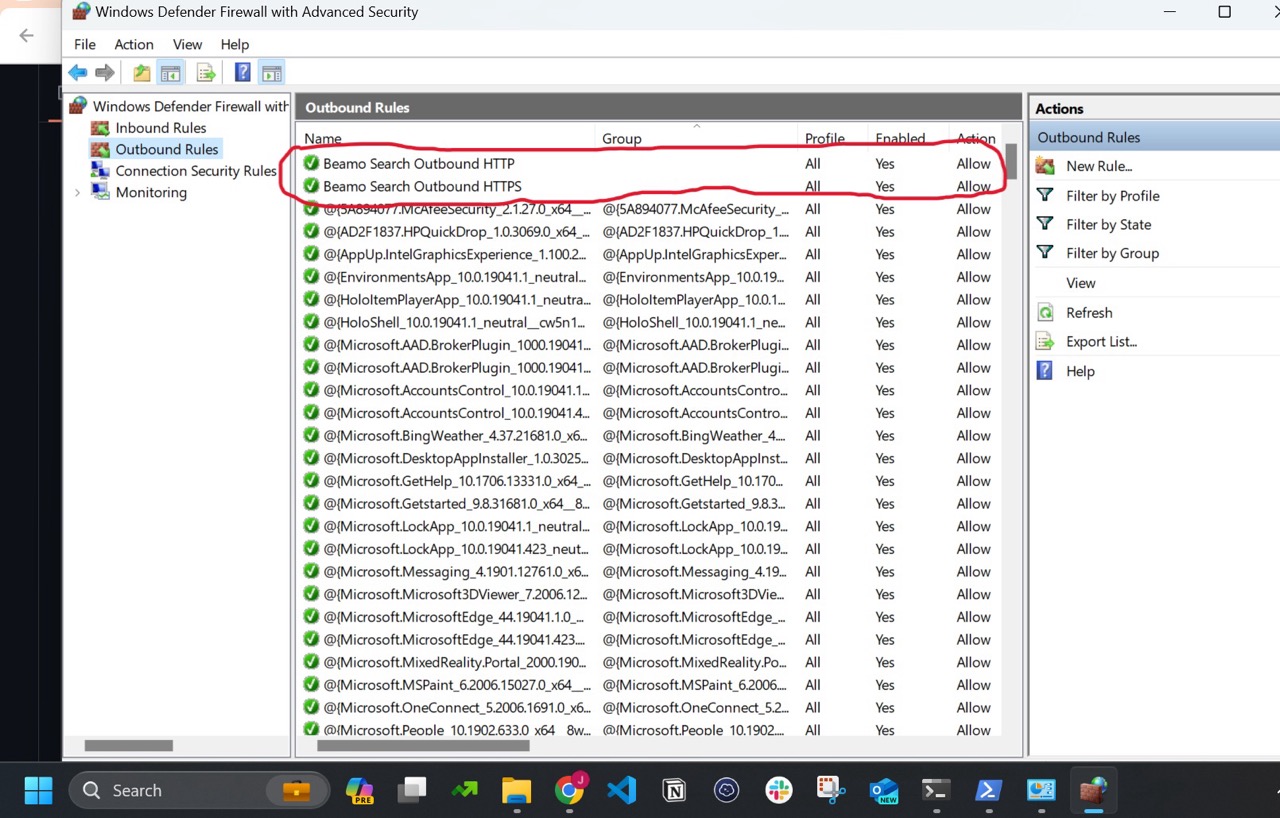 Windows Defender Firewall with Advanced Security
File Action View Help
Windows Defender Firewall with
Inbound Rules
Outbound Rules
Connection Security Rules
Monitoring
Outbound Rules
Name Group Profile Enabled Action
Beamo Search Outbound HTTP All Yes Allow
Beamo Search Outbound HTTPS All Yes Allow
@{5A894077.McAfeeSecurity_2.1.27.0_x64__... @{5A894077.McAfeeSecurity_... All Yes Allow
@{AD2F1837.HPQuickDrop_1.0.3069.0_x64_... @{AD2F1837.HPQuickDrop_1.... All Yes Allow
@{AppUp.IntelGraphicsExperience_1.100.2... @{AppUp.IntelGraphicsExper... All Yes Allow
@{EnvironmentsApp_10.0.19041.1_neutral... @{EnvironmentsApp_10.0.19... All Yes Allow
@{HoloItemPlayerApp_10.0.19041.1_neutra... @{HoloItemPlayerApp_10.0.1... All Yes Allow
@{HoloShell_10.0.19041.1_neutral__cw5n1... @{HoloShell_10.0.19041.1_ne... All Yes Allow
@{Microsoft.AAD.BrokerPlugin_1000.19041... @{Microsoft.AAD.BrokerPlugi... All Yes Allow
@{Microsoft.AAD.BrokerPlugin_1000.19041... @{Microsoft.AAD.BrokerPlugi... All Yes Allow
@{Microsoft.AccountsControl_10.0.19041.1... @{Microsoft.AccountsContro... All Yes Allow
@{Microsoft.AccountsControl_10.0.19041.4... @{Microsoft.AccountsContro... All Yes Allow
@{Microsoft.BingWeather_4.37.21681.0_x6... @{Microsoft.BingWeather_4.... All Yes Allow
@{Microsoft.DesktopAppInstaller_1.0.3025... @{Microsoft.DesktopAppInst... All Yes Allow
@{Microsoft.GetHelp_10.1706.13331.0_x64_... @{Microsoft.GetHelp_10.170... All Yes Allow
@{Microsoft.Getstarted_9.8.31681.0_x64__8... @{Microsoft.Getstarted_9.8.3... All Yes Allow
@{Microsoft.LockApp_10.0.19041.1_neutral... @{Microsoft.LockApp_10.0.19... All Yes Allow
@{Microsoft.LockApp_10.0.19041.423_neut... @{Microsoft.LockApp_10.0.19... All Yes Allow
@{Microsoft.Messaging_4.1901.12761.0_x6... @{Microsoft.Messaging_4.19... All Yes Allow
@{Microsoft.Microsoft3DViewer_7.2006.12... @{Microsoft.Microsoft3DVie... All Yes Allow
@{Microsoft.MicrosoftEdge_44.19041.1.0_... @{Microsoft.MicrosoftEdge_... All Yes Allow
@{Microsoft.MicrosoftEdge_44.19041.423.... @{Microsoft.MicrosoftEdge_... All Yes Allow
@{Microsoft.MixedReality.Portal_2000.190... @{Microsoft.MixedReality.Po... All Yes Allow
@{Microsoft.MSPaint_6.2006.15027.0_x64__... @{Microsoft.MSPaint_6.2006.... All Yes Allow
@{Microsoft.OneConnect_5.2006.1691.0_x6... @{Microsoft.OneConnect_5.2... All Yes Allow
@{Microsoft.People_10.1902.633.0_x64__8w... @{Microsoft.People_10.1902.... All Yes Allow
Actions
Outbound Rules
New Rule...
Filter by Profile
Filter by State
Filter by Group
View
Refresh
Export List...
Help
Search
PRE
J
NEW